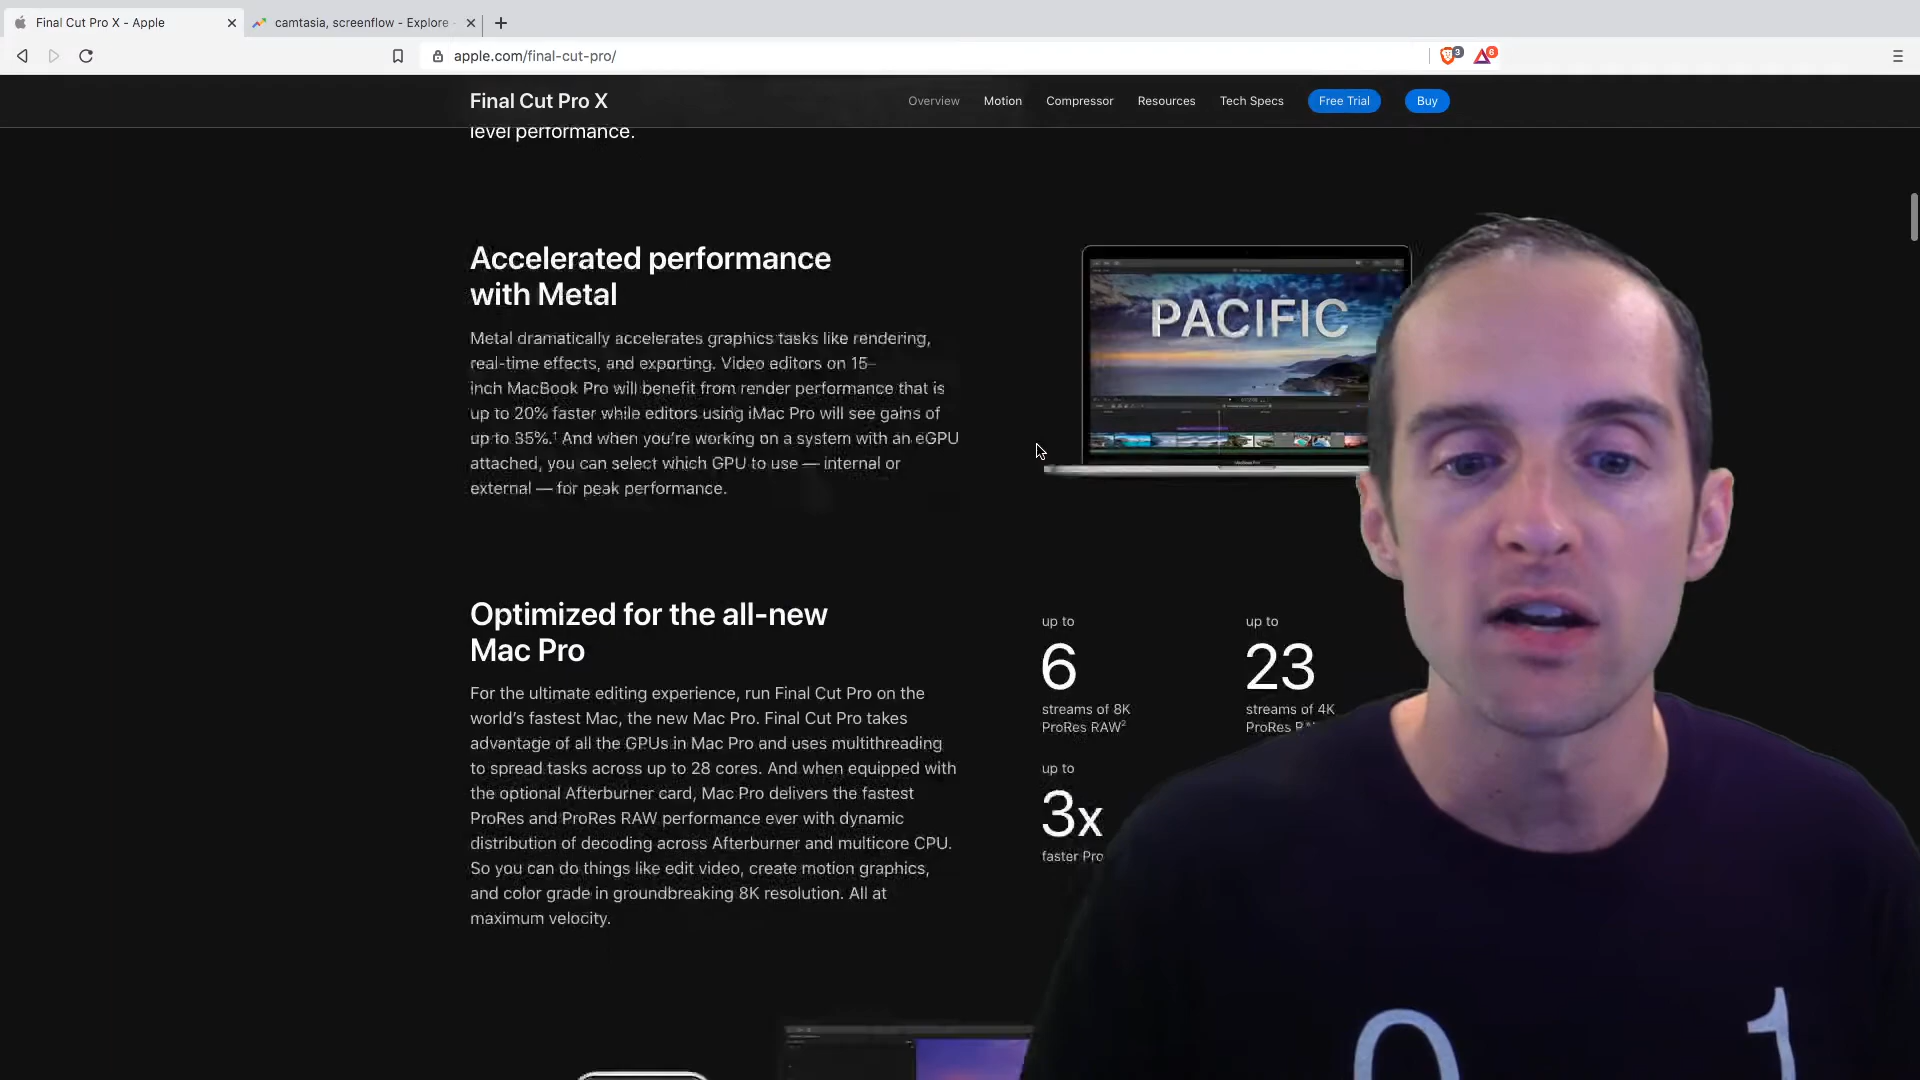 Final Cut Pro X - Apple
camtasia, screenflow - Explore -
apple.com/final-cut-pro/
3
6
Final Cut Pro X
Overview
Motion
Compressor
Resources
Tech Specs
Free Trial
Buy
level performance.
Accelerated performance
with Metal
Metal dramatically accelerates graphics tasks like rendering,
real-time effects, and exporting. Video editors on 15-
inch MacBook Pro will benefit from render performance that is
up to 20% faster while editors using iMac Pro will see gains of
up to 35%.¹ And when you’re working on a system with an eGPU
attached, you can select which GPU to use — internal or
external — for peak performance.
PACIFIC
Optimized for the all-new
Mac Pro
For the ultimate editing experience, run Final Cut Pro on the
world’s fastest Mac, the new Mac Pro. Final Cut Pro takes
advantage of all the GPUs in Mac Pro and uses multithreading
to spread tasks across up to 28 cores. And when equipped with
the optional Afterburner card, Mac Pro delivers the fastest
ProRes and ProRes RAW performance ever with dynamic
distribution of decoding across Afterburner and multicore CPU.
So you can do things like edit video, create motion graphics,
and color grade in groundbreaking 8K resolution. All at
maximum velocity.
up to
6
streams of 8K
ProRes RAW²
up to
23
streams of 4K
ProRes
up to
3x
faster Pro
0 1